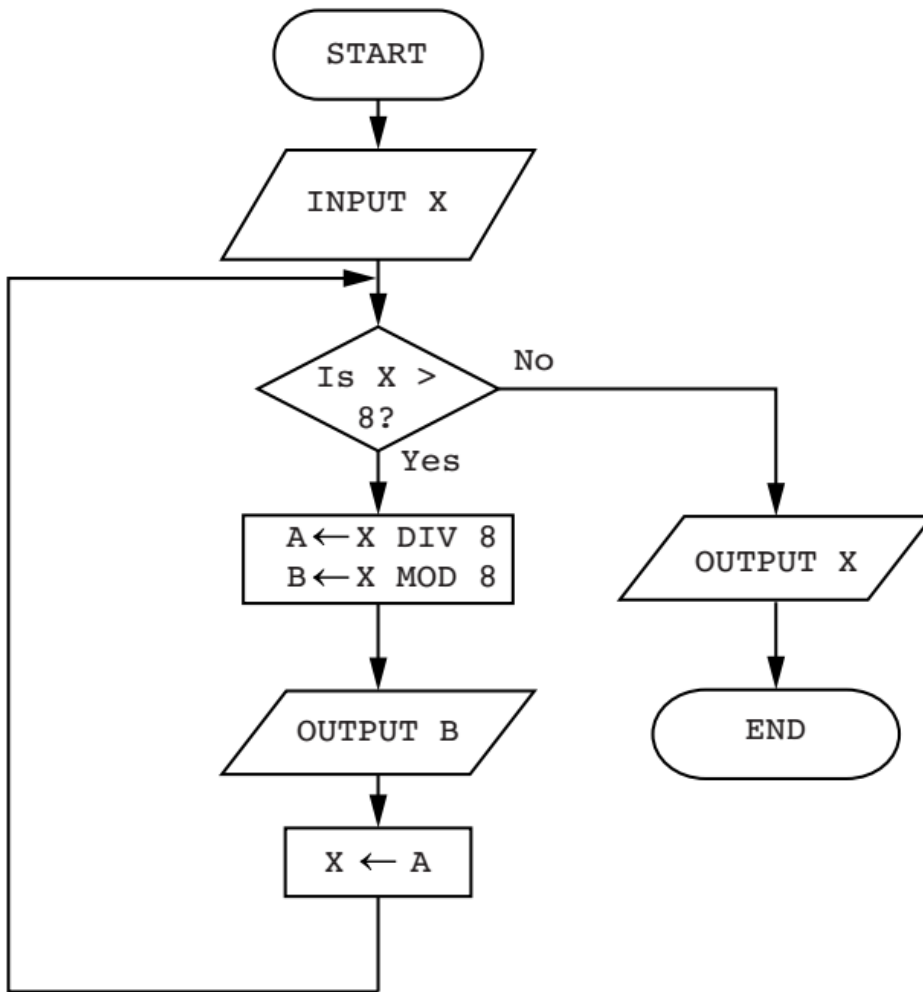 START
INPUT X
Is X >
8?
No
Yes
A ← X DIV 8
B ← X MOD 8
OUTPUT X
OUTPUT B
END
X ← A